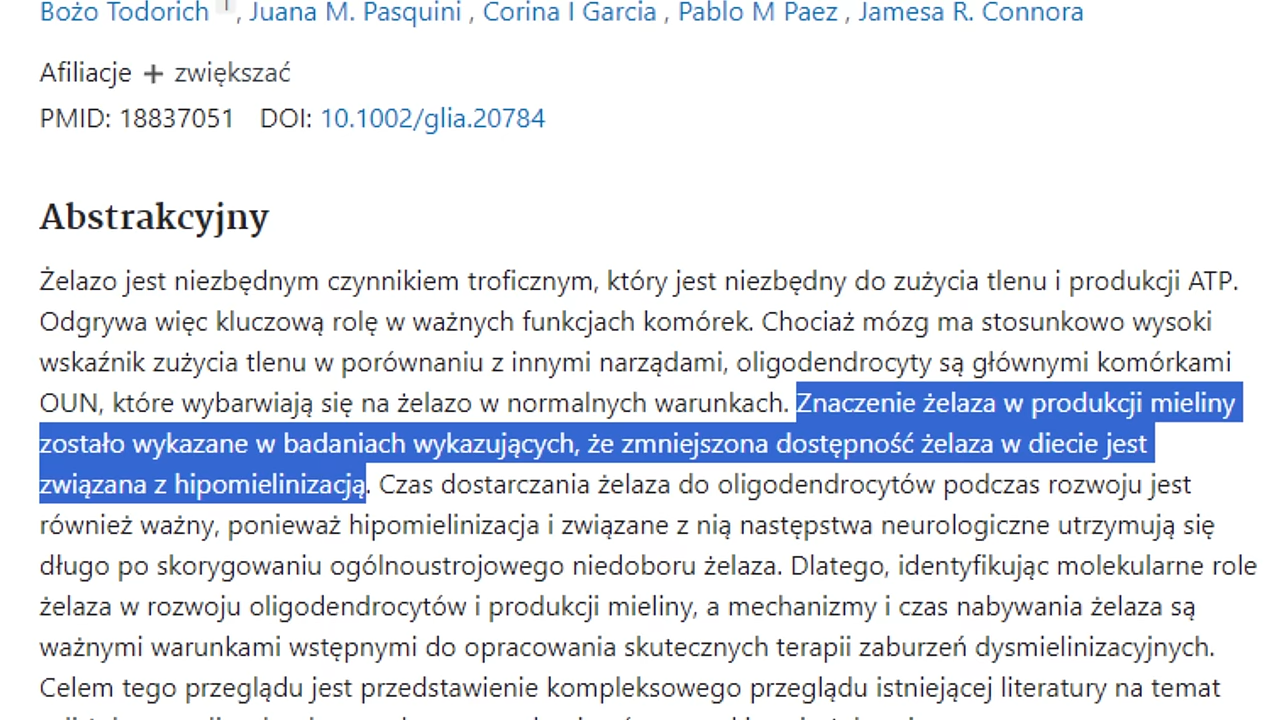 Bożo Todorich 1, Juana M. Pasquini , Corina I Garcia , Pablo M Paez , Jamesa R. Connora
Afiliacje + zwiększać
PMID: 18837051 DOI: 10.1002/glia.20784
Abstrakcyjny
Żelazo jest niezbędnym czynnikiem troficznym, który jest niezbędny do zużycia tlenu i produkcji ATP.
Odgrywa więc kluczową rolę w ważnych funkcjach komórek. Chociaż mózg ma stosunkowo wysoki
wskaźnik zużycia tlenu w porównaniu z innymi narządami, oligodendrocyty są głównymi komórkami
OUN, które wybarwiają się na żelazo w normalnych warunkach. Znaczenie żelaza w produkcji mieliny
zostało wykazane w badaniach wykazujących, że zmniejszona dostępność żelaza w diecie jest
związana z hipomielinizacją. Czas dostarczania żelaza do oligodendrocytów podczas rozwoju jest
również ważny, ponieważ hipomielinizacja i związane z nią następstwa neurologiczne utrzymują się
długo po skorygowaniu ogólnoustrojowego niedoboru żelaza. Dlatego, identyfikując molekularne role
żelaza w rozwoju oligodendrocytów i produkcji mieliny, a mechanizmy i czas nabywania żelaza są
ważnymi warunkami wstępnymi do opracowania skutecznych terapii zaburzeń dysmielinizacyjnych.
Celem tego przeglądu jest przedstawienie kompleksowego przeglądu istniejącej literatury na temat